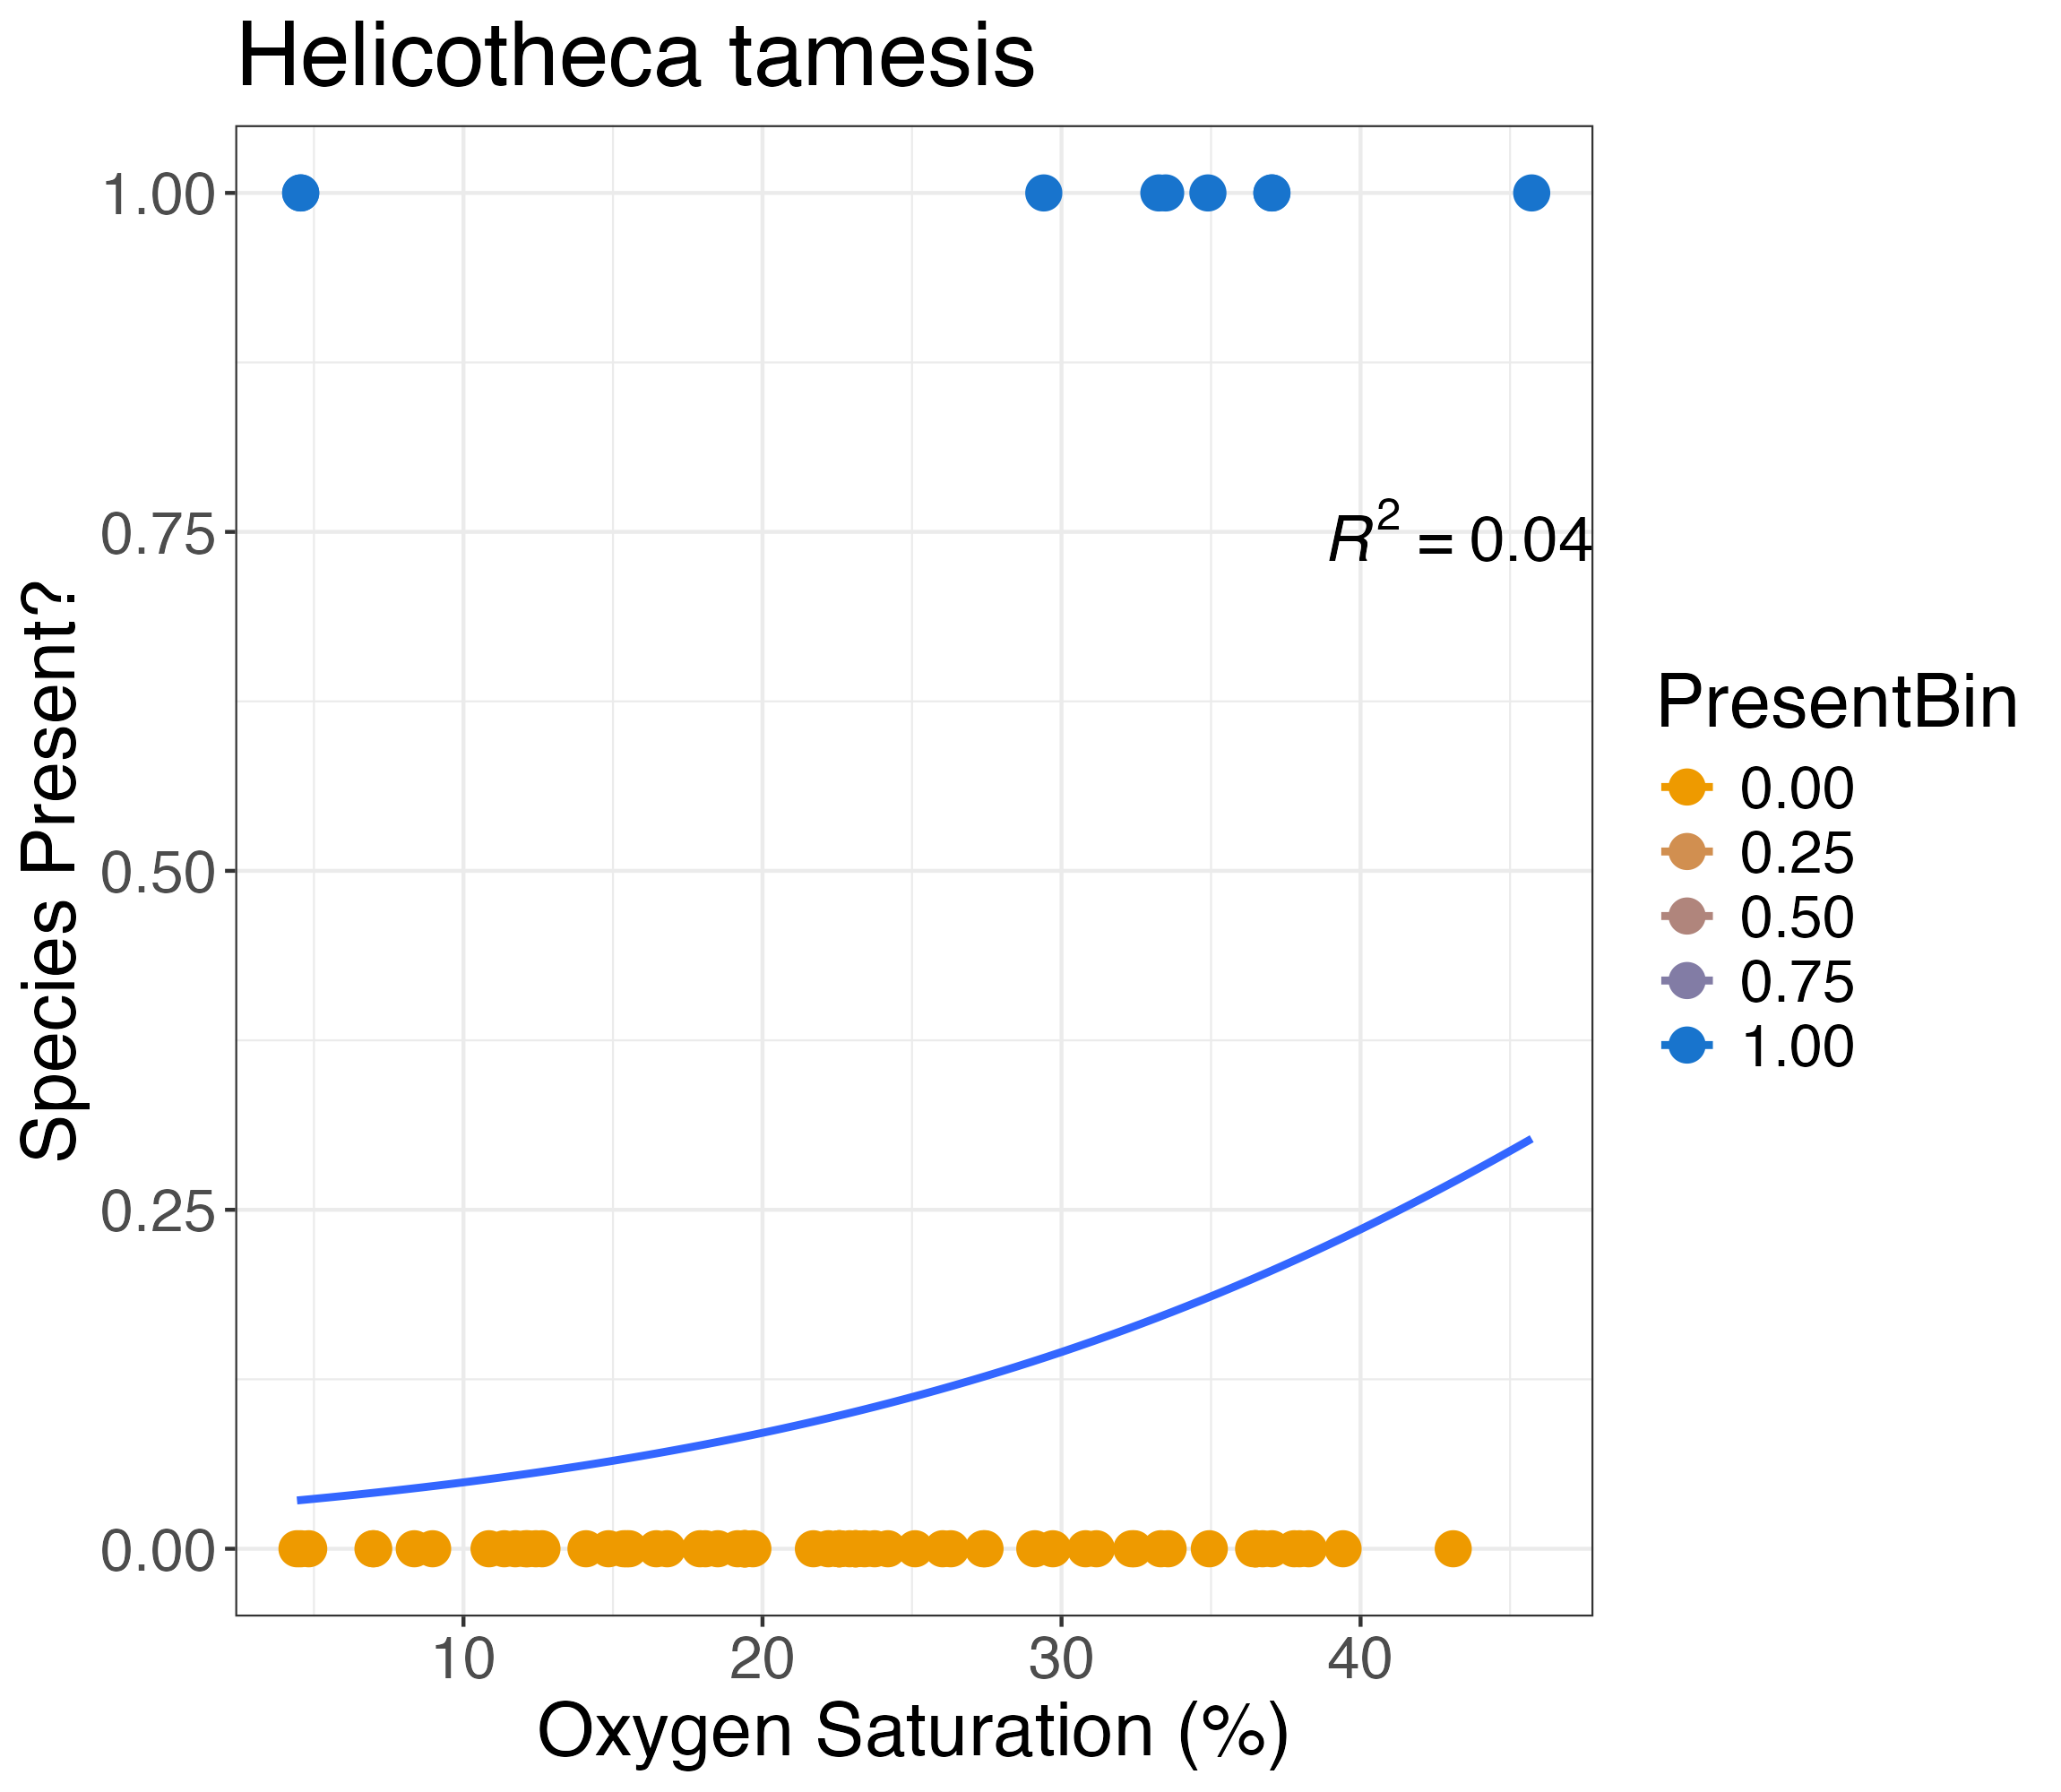 Helicotheca tamesis
1.00
0.75
0.50
0.25
0.00
Species Present?
R² = 0.04
10 20 30 40
Oxygen Saturation (%)
PresentBin
0.00
0.25
0.50
0.75
1.00